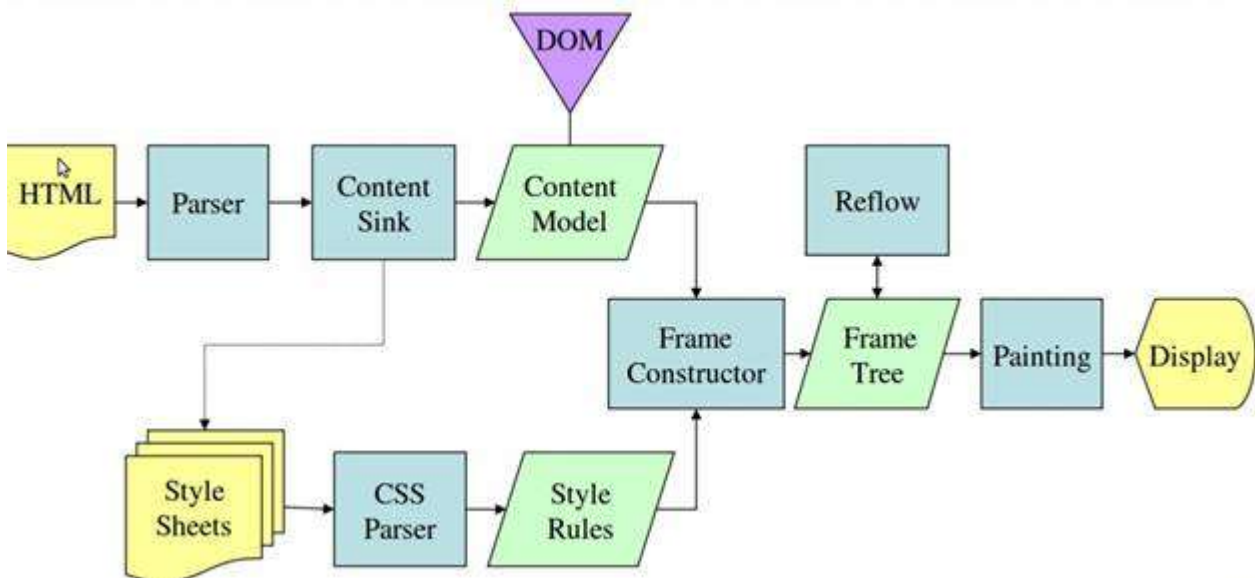 DOM
HTML
Parser
Content
Sink
Content
Model
Reflow
Frame
Constructor
Frame
Tree
Painting
Display
Style
Sheets
CSS
Parser
Style
Rules